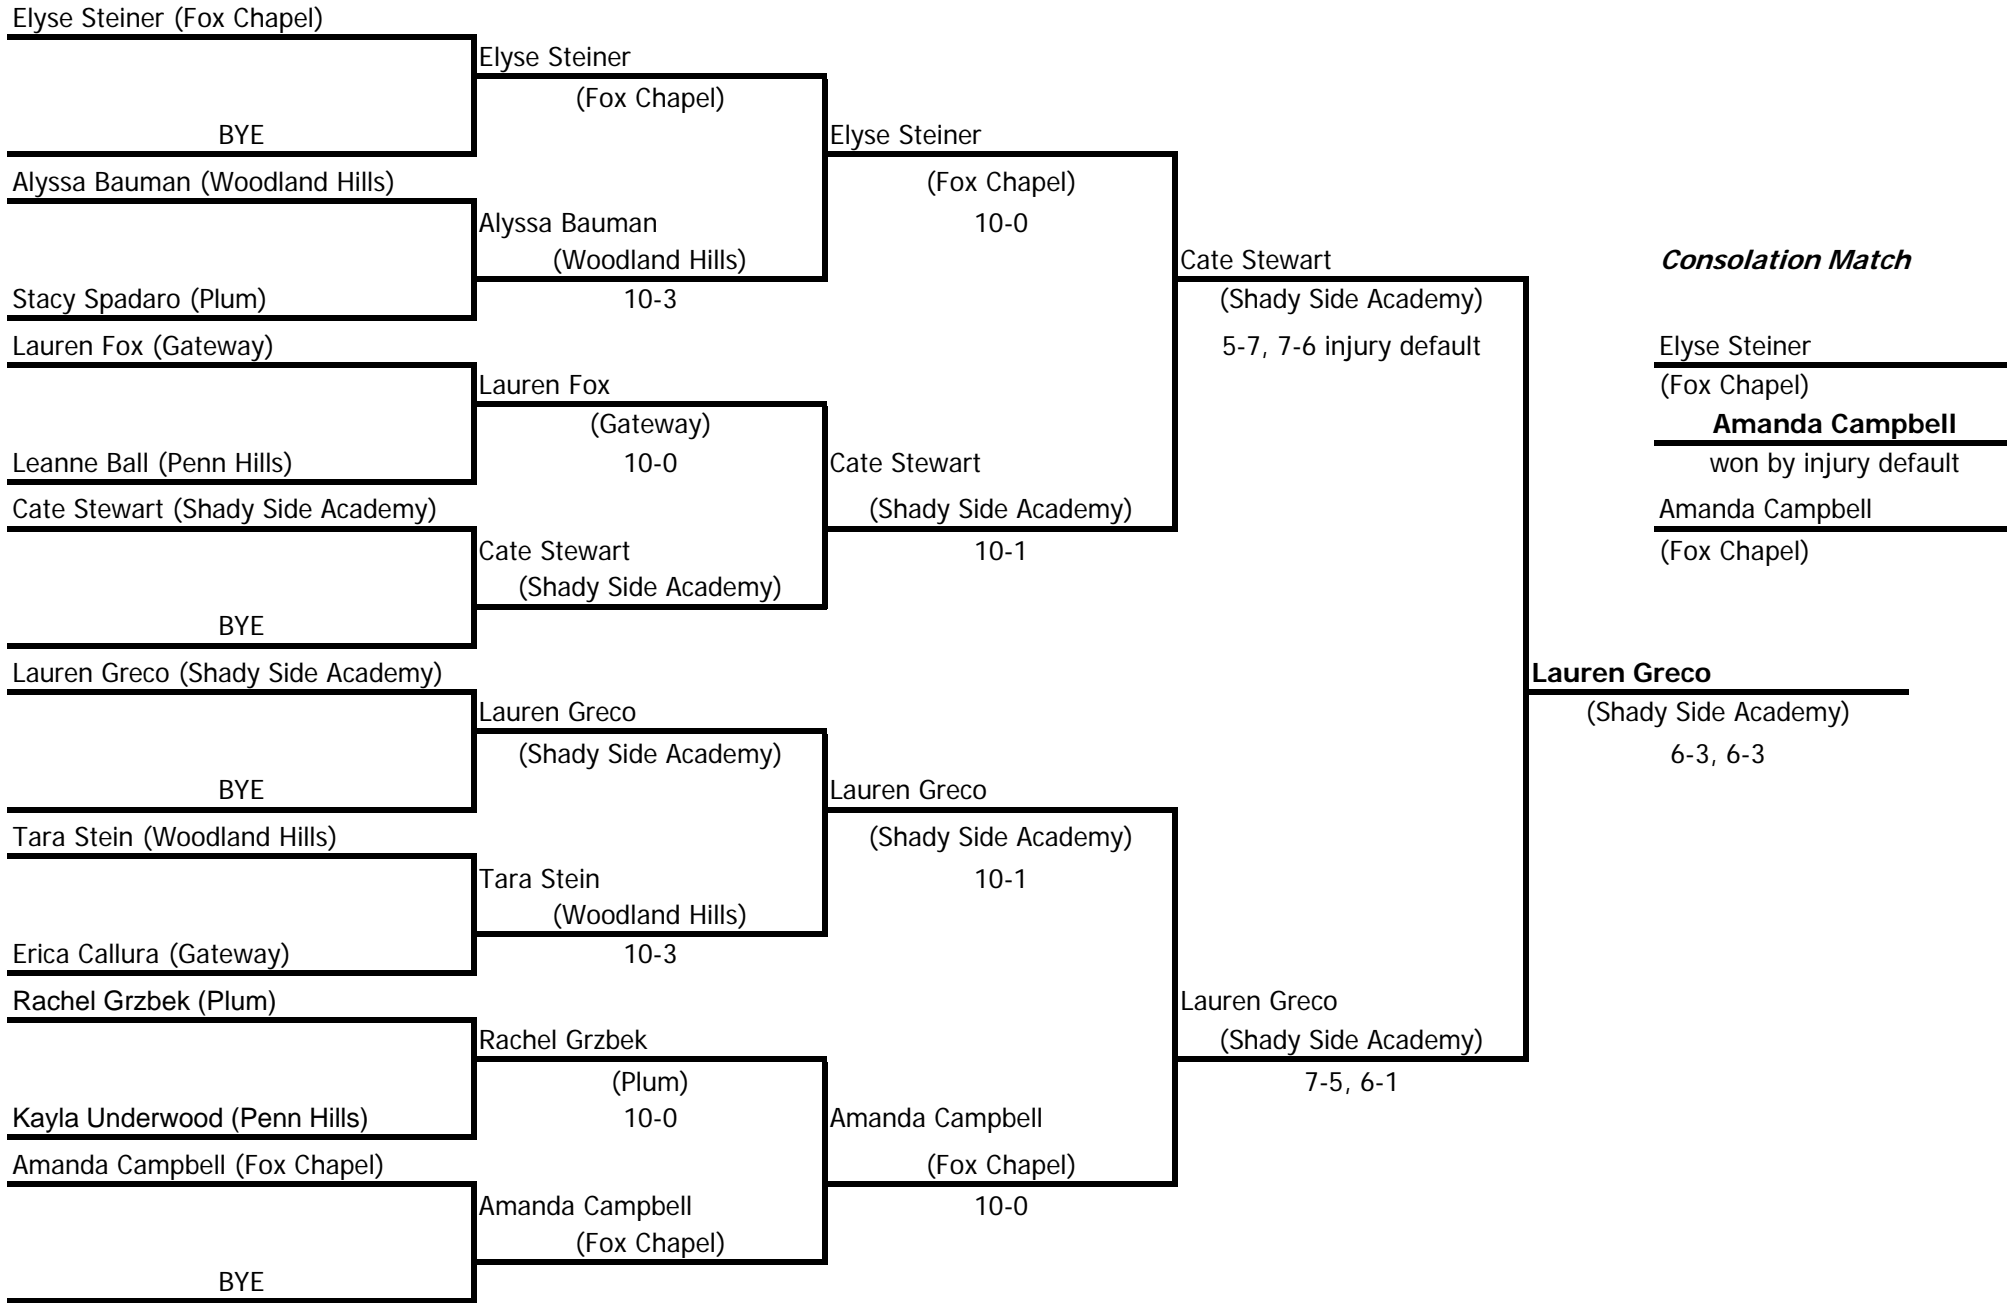 Elyse Steiner (Fox Chapel)
BYE
Alyssa Bauman (Woodland Hills)
Stacy Spadaro (Plum)
Lauren Fox (Gateway)
Leanne Ball (Penn Hills)
Cate Stewart (Shady Side Academy)
BYE
Lauren Greco (Shady Side Academy)
BYE
Tara Stein (Woodland Hills)
Erica Callura (Gateway)
Rachel Grzbek (Plum)
Kayla Underwood (Penn Hills)
Amanda Campbell (Fox Chapel)
BYE
Elyse Steiner
(Fox Chapel)
Alyssa Bauman
(Woodland Hills)
10-3
Lauren Fox
(Gateway)
10-0
Cate Stewart
(Shady Side Academy)
Lauren Greco
(Shady Side Academy)
Tara Stein
(Woodland Hills)
10-3
Rachel Grzbek
(Plum)
10-0
Amanda Campbell
(Fox Chapel)
Elyse Steiner
(Fox Chapel)
10-0
Cate Stewart
(Shady Side Academy)
10-1
Lauren Greco
(Shady Side Academy)
10-1
Amanda Campbell
(Fox Chapel)
10-0
Cate Stewart
(Shady Side Academy)
5-7, 7-6 injury default
Lauren Greco
(Shady Side Academy)
7-5, 6-1
Lauren Greco
(Shady Side Academy)
6-3, 6-3
Consolation Match
Elyse Steiner
(Fox Chapel)
Amanda Campbell
won by injury default
Amanda Campbell
(Fox Chapel)